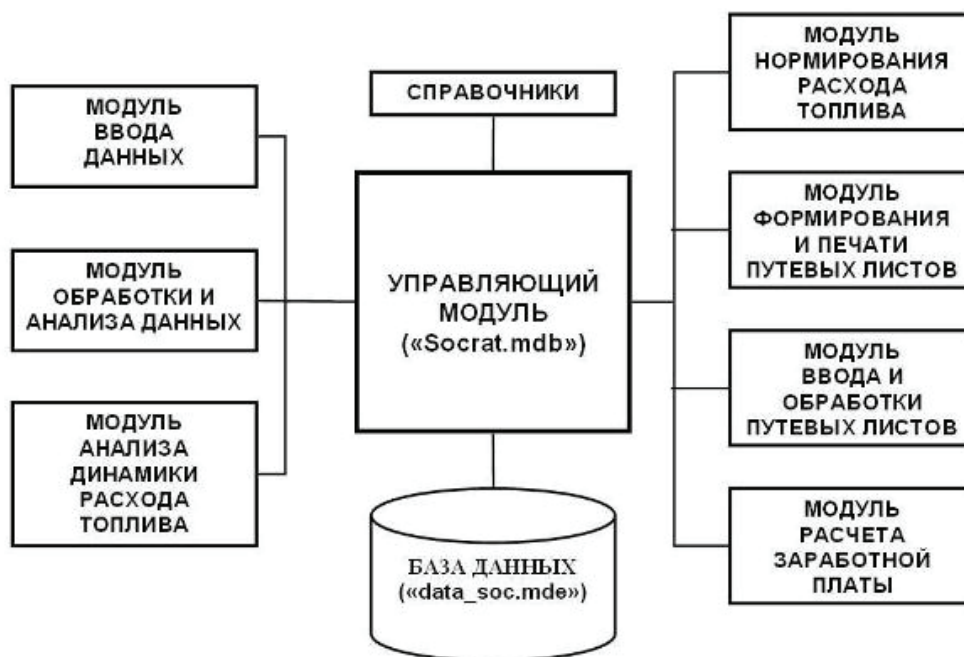 МОДУЛЬ
ВВОДА
ДАННЫХ
МОДУЛЬ
ОБРАБОТКИ И
АНАЛИЗА ДАННЫХ
МОДУЛЬ
АНАЛИЗА
ДИНАМИКИ
РАСХОДА
ТОПЛИВА
СПРАВОЧНИКИ
УПРАВЛЯЮЩИЙ
МОДУЛЬ
(«Socrat.mdb»)
БАЗА ДАННЫХ
(«data_soc.mde»)
МОДУЛЬ
НОРМИРОВАНИЯ
РАСХОДА
ТОПЛИВА
МОДУЛЬ
ФОРМИРОВАНИЯ
И ПЕЧАТИ
ПУТЕВЫХ ЛИСТОВ
МОДУЛЬ
ВВОДА И
ОБРАБОТКИ
ПУТЕВЫХ ЛИСТОВ
МОДУЛЬ
РАСЧЕТА
ЗАРАБОТНОЙ
ПЛАТЫ